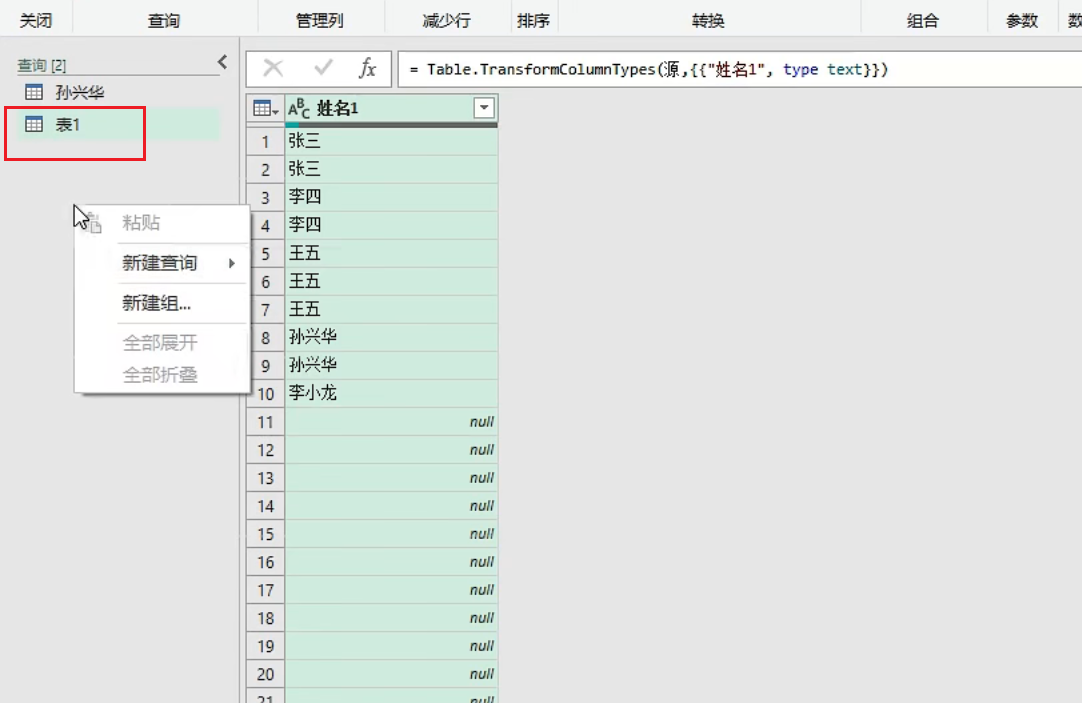 关闭 查询 管理列 减少行 排序 转换 组合 参数 数
查询 [2]
孙兴华
表1
fx = Table.TransformColumnTypes(源,{{"姓名1", type text}})
ABC 姓名1
1 张三
2 张三
3 李四
4 李四
5 王五
6 王五
7 王五
8 孙兴华
9 孙兴华
10 李小龙
11 null
12 null
13 null
14 null
15 null
16 null
17 null
18 null
19 null
20 null
21 null
粘贴
新建查询
新建组...
全部展开
全部折叠